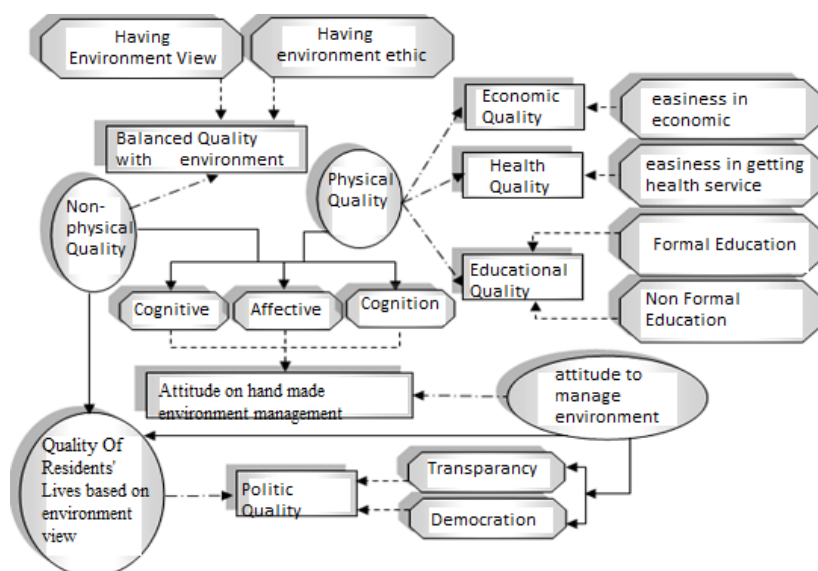 Having
Environment View
Having
environment ethic
Economic
Quality
easiness in
economic
Balanced Quality
with environment
Physical
Quality
Health
Quality
easiness in getting
health service
Non-
physical
Quality
Formal Education
Educational
Quality
Non Formal
Education
Cognitive
Affective
Cognition
Attitude on hand made
environment management
attitude to
manage
environment
Quality Of
Residents'
Lives based on
environment
view
Politic
Quality
Transparancy
Democration